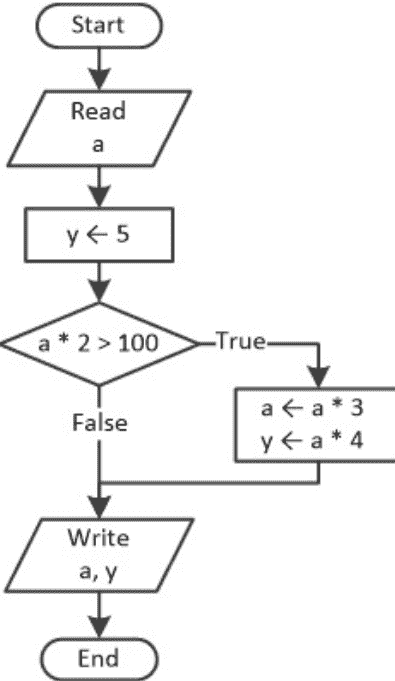 Start
Read
a
y ← 5
a * 2 > 100
True
a ← a * 3
y ← a * 4
False
Write
a, y
End